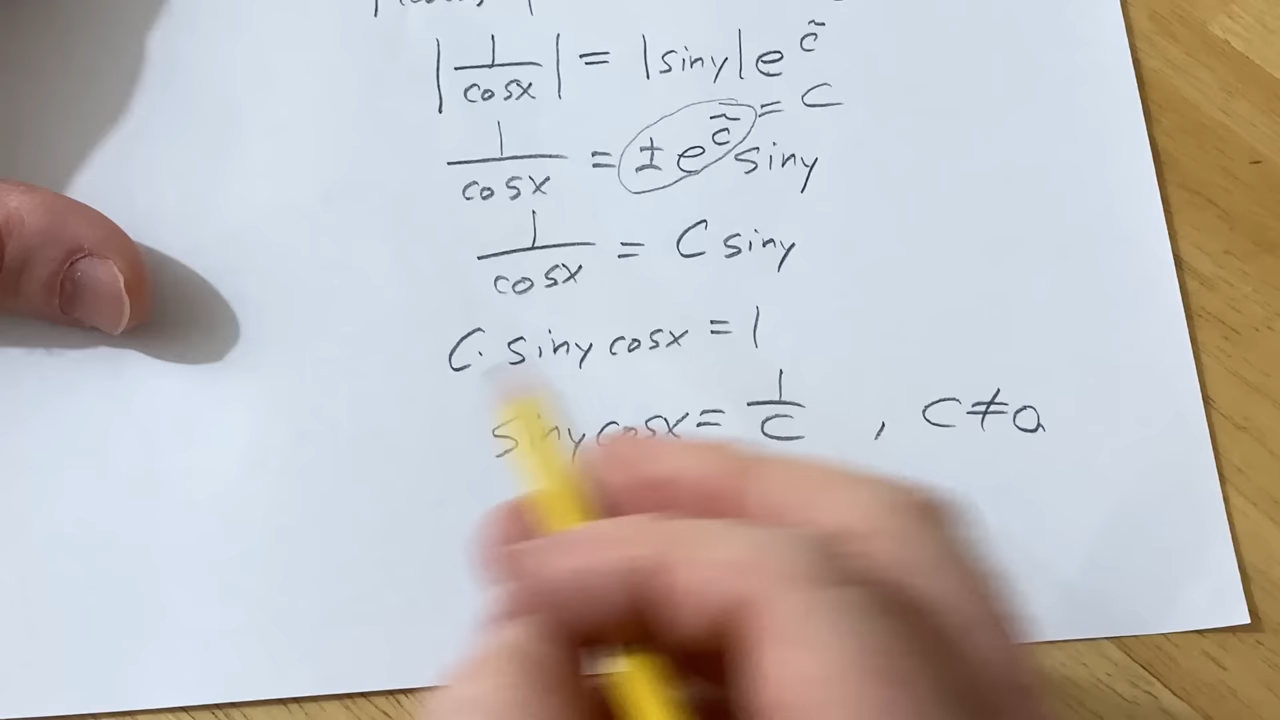 |1/cosx| = |siny|e^c̃
= C
1/cosx = ±e^c̃ siny
1/cosx = C siny
C·siny cosx = 1
siny cosx = 1/C , C≠0